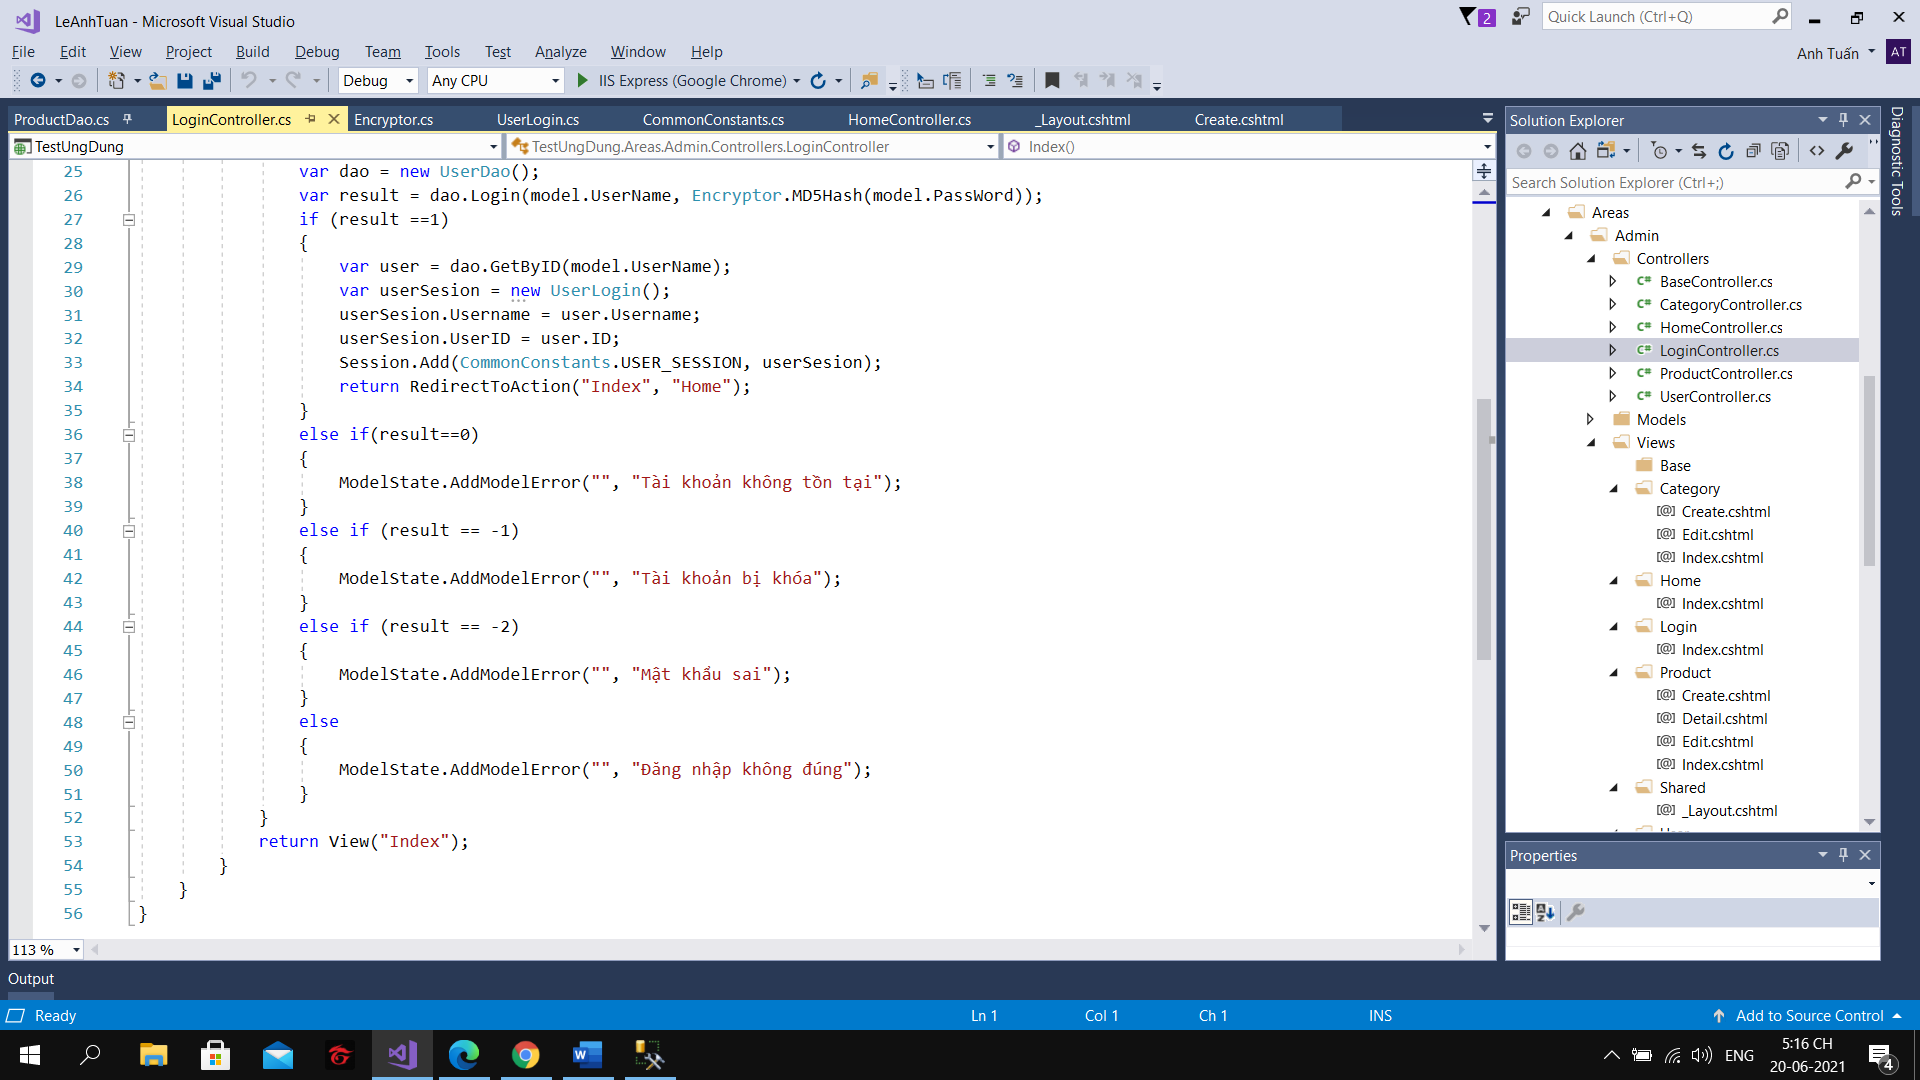 LeAnhTuan - Microsoft Visual Studio
2
Quick Launch (Ctrl+Q)
File Edit View Project Build Debug Team Tools Test Analyze Window Help
Anh Tuấn
AT
Debug Any CPU IIS Express (Google Chrome)
ProductDao.cs LoginController.cs Encryptor.cs UserLogin.cs CommonConstants.cs HomeController.cs _Layout.cshtml Create.cshtml
TestUngDung TestUngDung.Areas.Admin.Controllers.LoginController Index()
25 var dao = new UserDao();
26 var result = dao.Login(model.UserName, Encryptor.MD5Hash(model.PassWord));
27 if (result ==1)
28 {
29 var user = dao.GetByID(model.UserName);
30 var userSesion = new UserLogin();
31 userSesion.Username = user.Username;
32 userSesion.UserID = user.ID;
33 Session.Add(CommonConstants.USER_SESSION, userSesion);
34 return RedirectToAction("Index", "Home");
35 }
36 else if(result==0)
37 {
38 ModelState.AddModelError("", "Tài khoản không tồn tại");
39 }
40 else if (result == -1)
41 {
42 ModelState.AddModelError("", "Tài khoản bị khóa");
43 }
44 else if (result == -2)
45 {
46 ModelState.AddModelError("", "Mật khẩu sai");
47 }
48 else
49 {
50 ModelState.AddModelError("", "Đăng nhập không đúng");
51 }
52 }
53 return View("Index");
54 }
55 }
56 }
113 %
Solution Explorer
Search Solution Explorer (Ctrl+;)
Areas
Admin
Controllers
C# BaseController.cs
C# CategoryController.cs
C# HomeController.cs
C# LoginController.cs
C# ProductController.cs
C# UserController.cs
Models
Views
Base
Category
[@] Create.cshtml
[@] Edit.cshtml
[@] Index.cshtml
Home
[@] Index.cshtml
Login
[@] Index.cshtml
Product
[@] Create.cshtml
[@] Detail.cshtml
[@] Edit.cshtml
[@] Index.cshtml
Shared
[@] _Layout.cshtml
Properties
Diagnostic Tools
Output
Ready Ln 1 Col 1 Ch 1 INS Add to Source Control
ENG
5:16 CH
20-06-2021
4